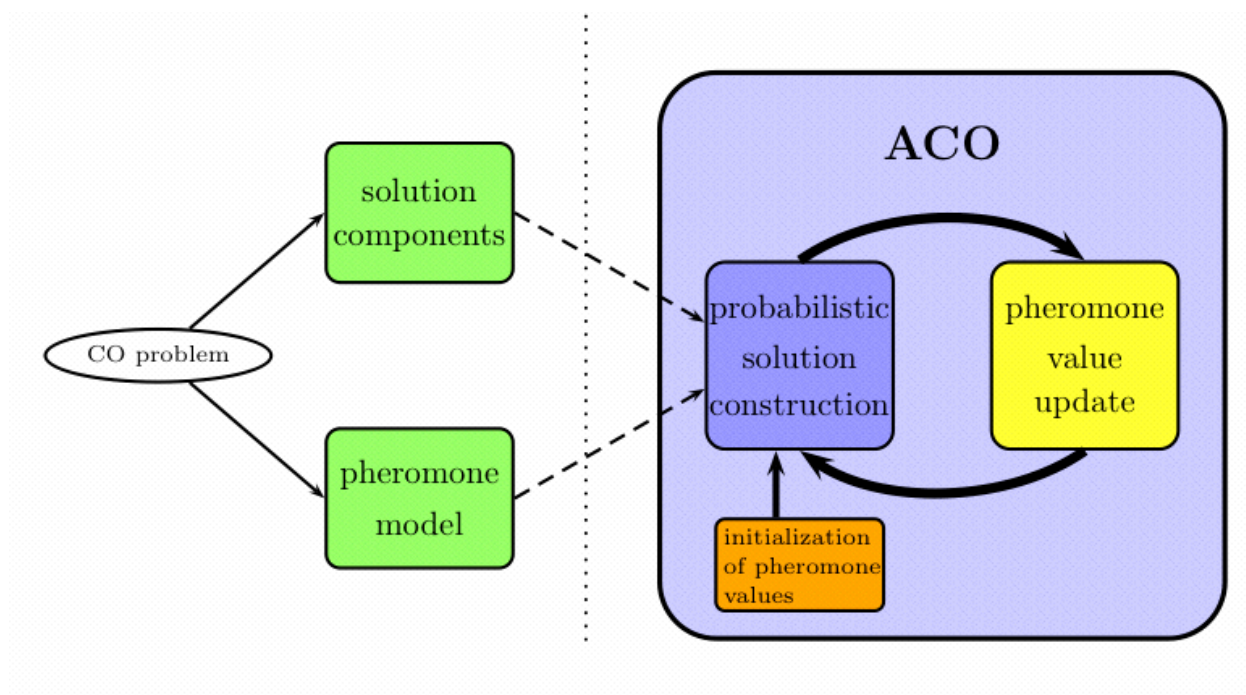 CO problem
solution
components
pheromone
model
ACO
probabilistic
solution
construction
pheromone
value
update
initialization
of pheromone
values